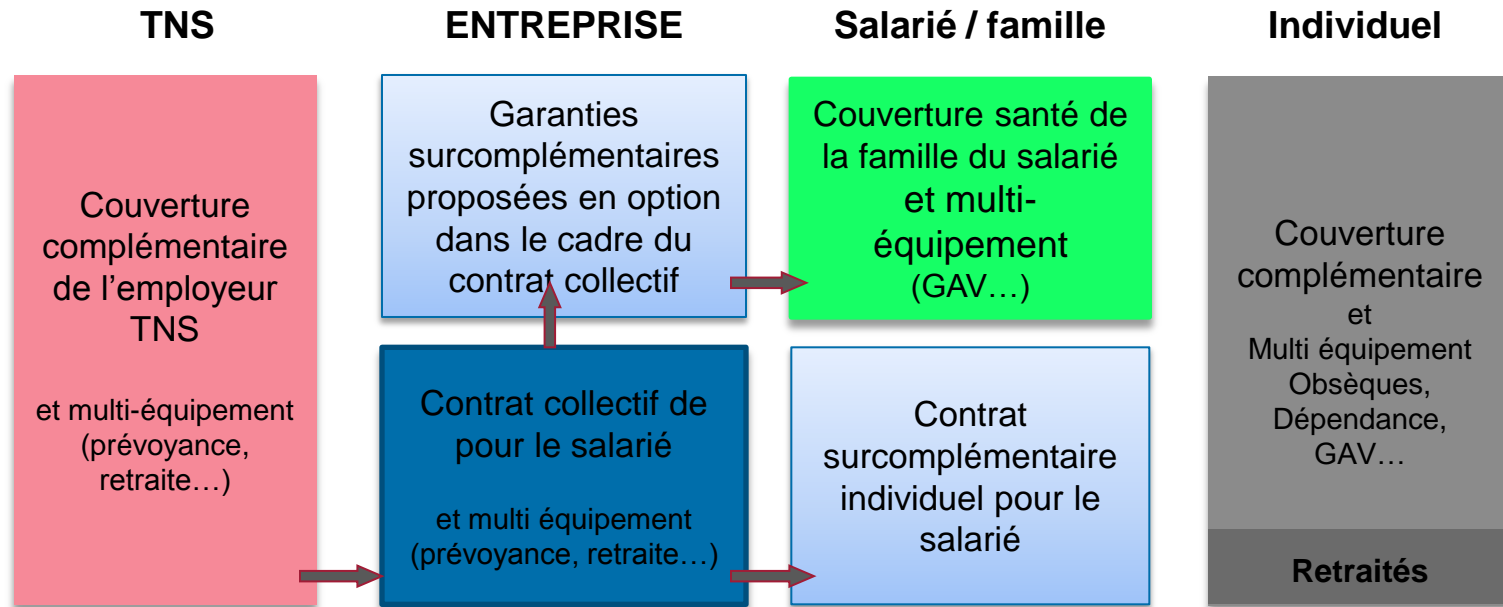 TNS
ENTREPRISE
Salarié / famille
Individuel
Couverture
complémentaire
de l’employeur
TNS
et multi-équipement
(prévoyance,
retraite…)
Garanties
surcomplémentaires
proposées en option
dans le cadre du
contrat collectif
Contrat collectif de
pour le salarié
et multi équipement
(prévoyance, retraite…)
Couverture santé de
la famille du salarié
et multi-
équipement
(GAV…)
Contrat
surcomplémentaire
individuel pour le
salarié
Couverture
complémentaire
et
Multi équipement
Obsèques,
Dépendance,
GAV…
Retraités